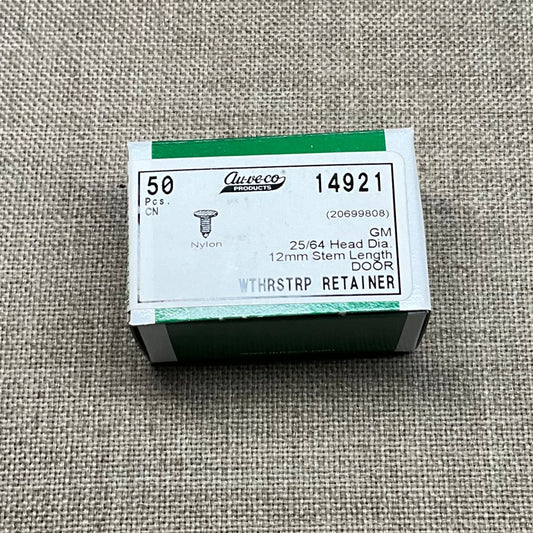 50
Pcs.
CN
Au-ve-co
PRODUCTS
14921
(20699808)
Nylon
GM
25/64 Head Dia.
12mm Stem Length
DOOR
WTHRSTRP RETAINER